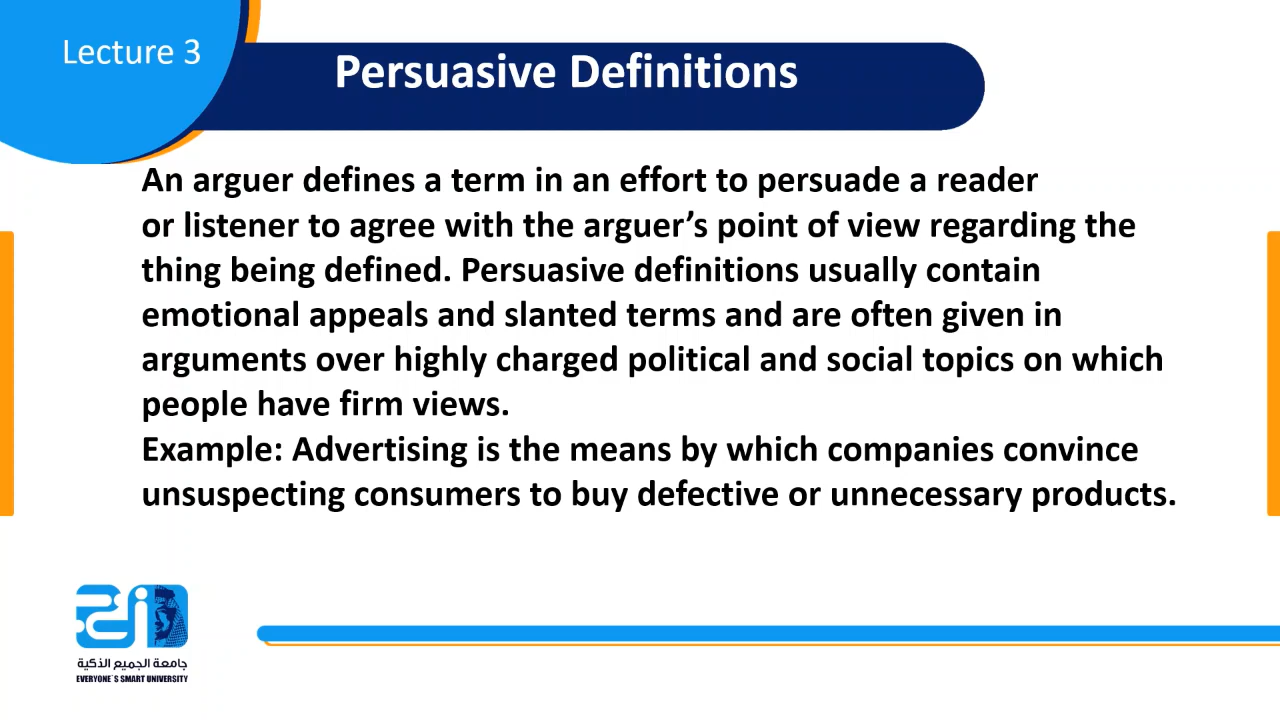 Lecture 3
Persuasive Definitions
An arguer defines a term in an effort to persuade a reader
or listener to agree with the arguer’s point of view regarding the
thing being defined. Persuasive definitions usually contain
emotional appeals and slanted terms and are often given in
arguments over highly charged political and social topics on which
people have firm views.
Example: Advertising is the means by which companies convince
unsuspecting consumers to buy defective or unnecessary products.
جامعة الجميع الذكية
EVERYONE`S SMART UNIVERSITY